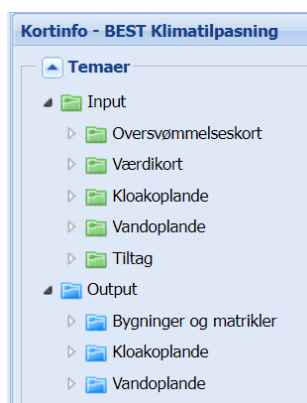 Kortinfo - BEST Klimatilpasning
Temaer
Input
Oversvømmelseskort
Værdikort
Kloakoplande
Vandoplande
Tiltag
Output
Bygninger og matrikler
Kloakoplande
Vandoplande